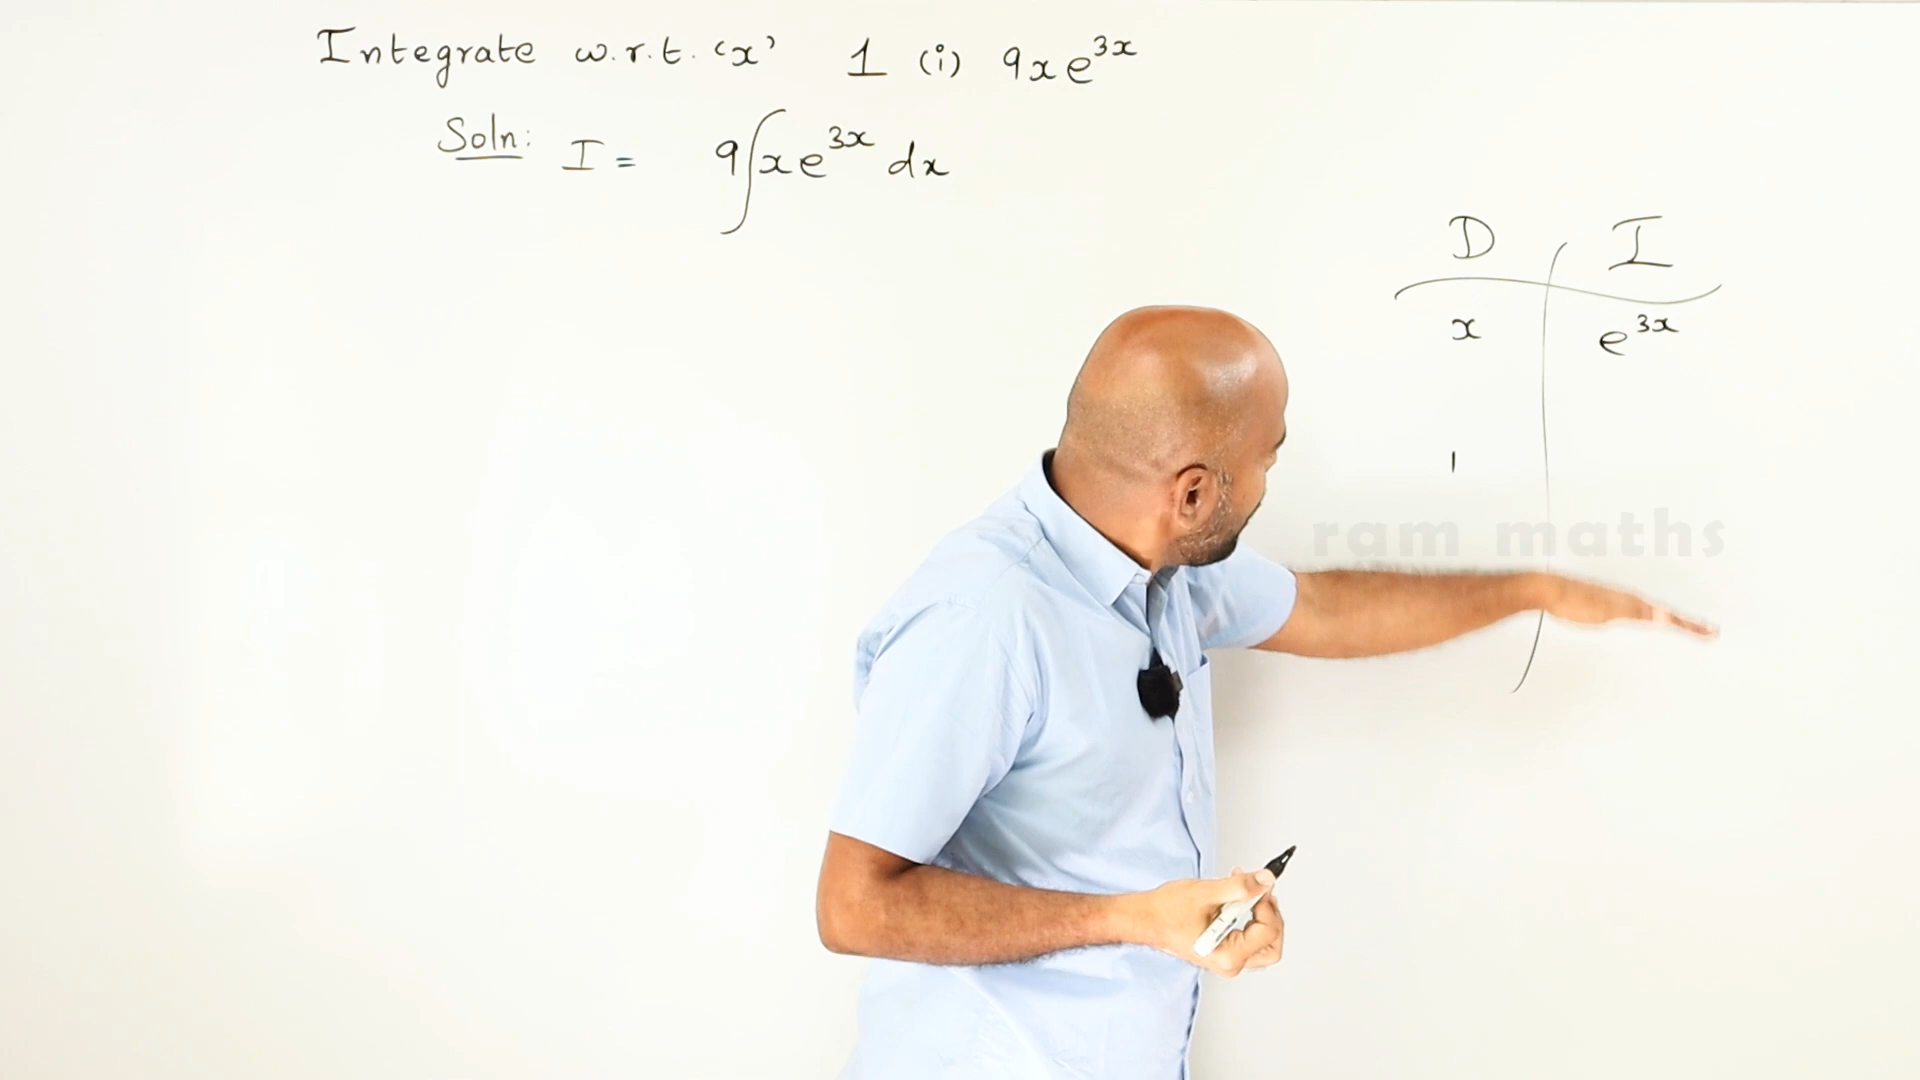 Integrate w.r.t. 'x' 1 (i) 9xe^{3x}
Soln: I = 9∫xe^{3x} dx
D I
x e^{3x}
1
ram maths